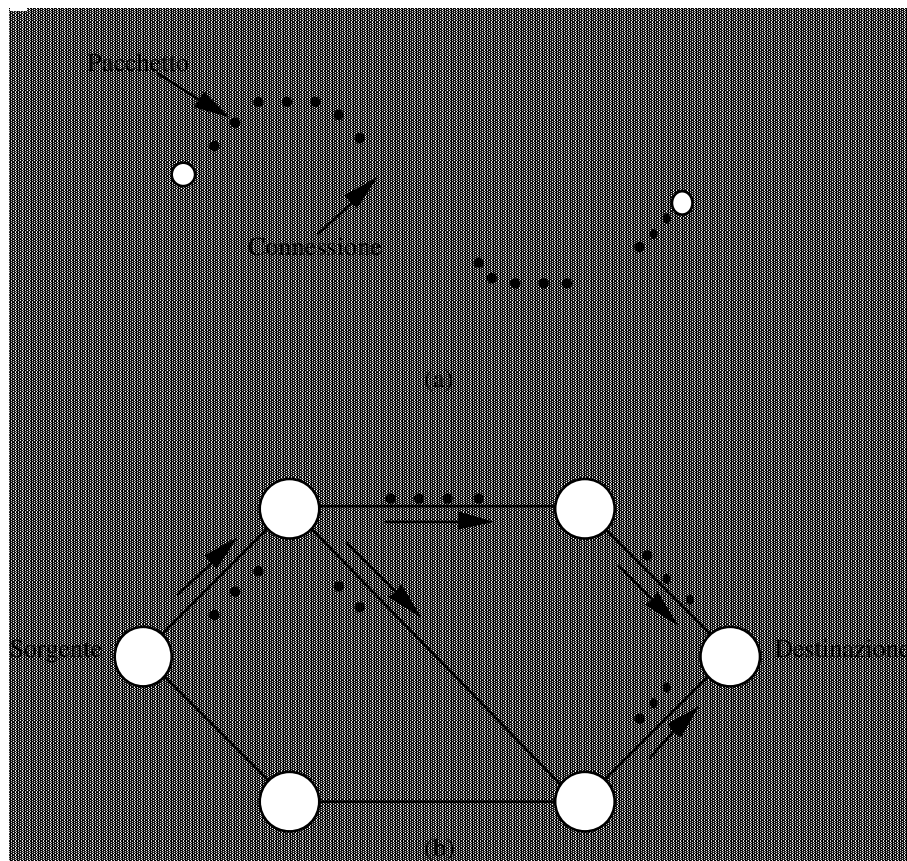 Pacchetto
Connessione
(a)
Sorgente
Destinazione
(b)